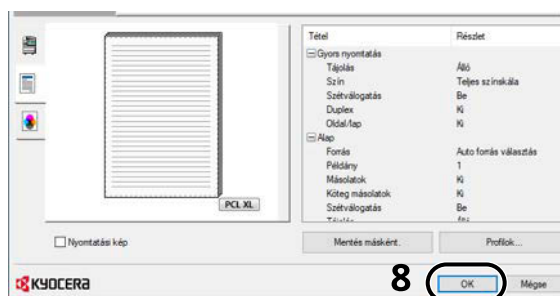 Tétel Részlet
Gyors nyomtatás
Tájolás Álló
Szín Teljes színskála
Szétválogatás Be
Duplex Ki
Oldal/lap Ki
Alap
Forrás Auto forrás választás
Példány 1
Másolatok Ki
Köteg másolatok Ki
Szétválogatás Be
Tájolás Álló
PCL XL
Nyomtatási kép
Mentés másként. Profilok...
KYOCERA
8 OK Mégse